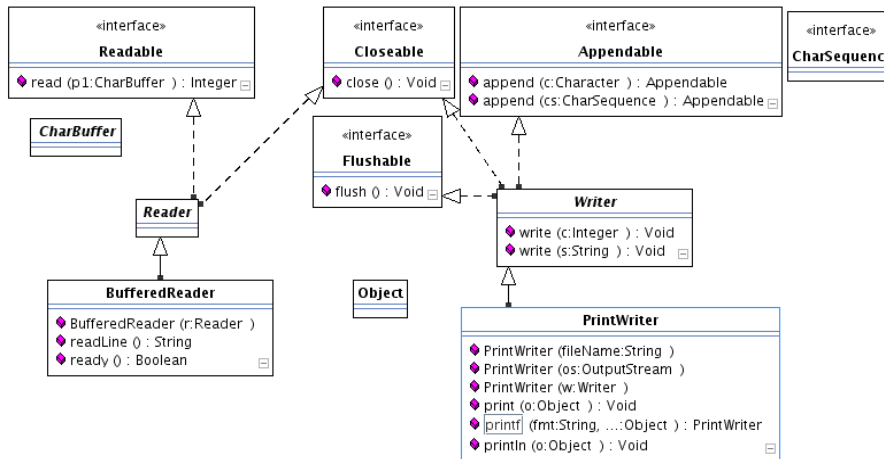 «interface»
Readable
read (p1:CharBuffer ) : Integer
«interface»
Closeable
close () : Void
«interface»
Appendable
append (c:Character ) : Appendable
append (cs:CharSequence ) : Appendable
«interface»
CharSequenc
CharBuffer
«interface»
Flushable
flush () : Void
Reader
Writer
write (c:Integer ) : Void
write (s:String ) : Void
BufferedReader
BufferedReader (r:Reader )
readLine () : String
ready () : Boolean
Object
PrintWriter
PrintWriter (fileName:String )
PrintWriter (os:OutputStream )
PrintWriter (w:Writer )
print (o:Object ) : Void
printf (fmt:String, ...:Object ) : PrintWriter
println (o:Object ) : Void